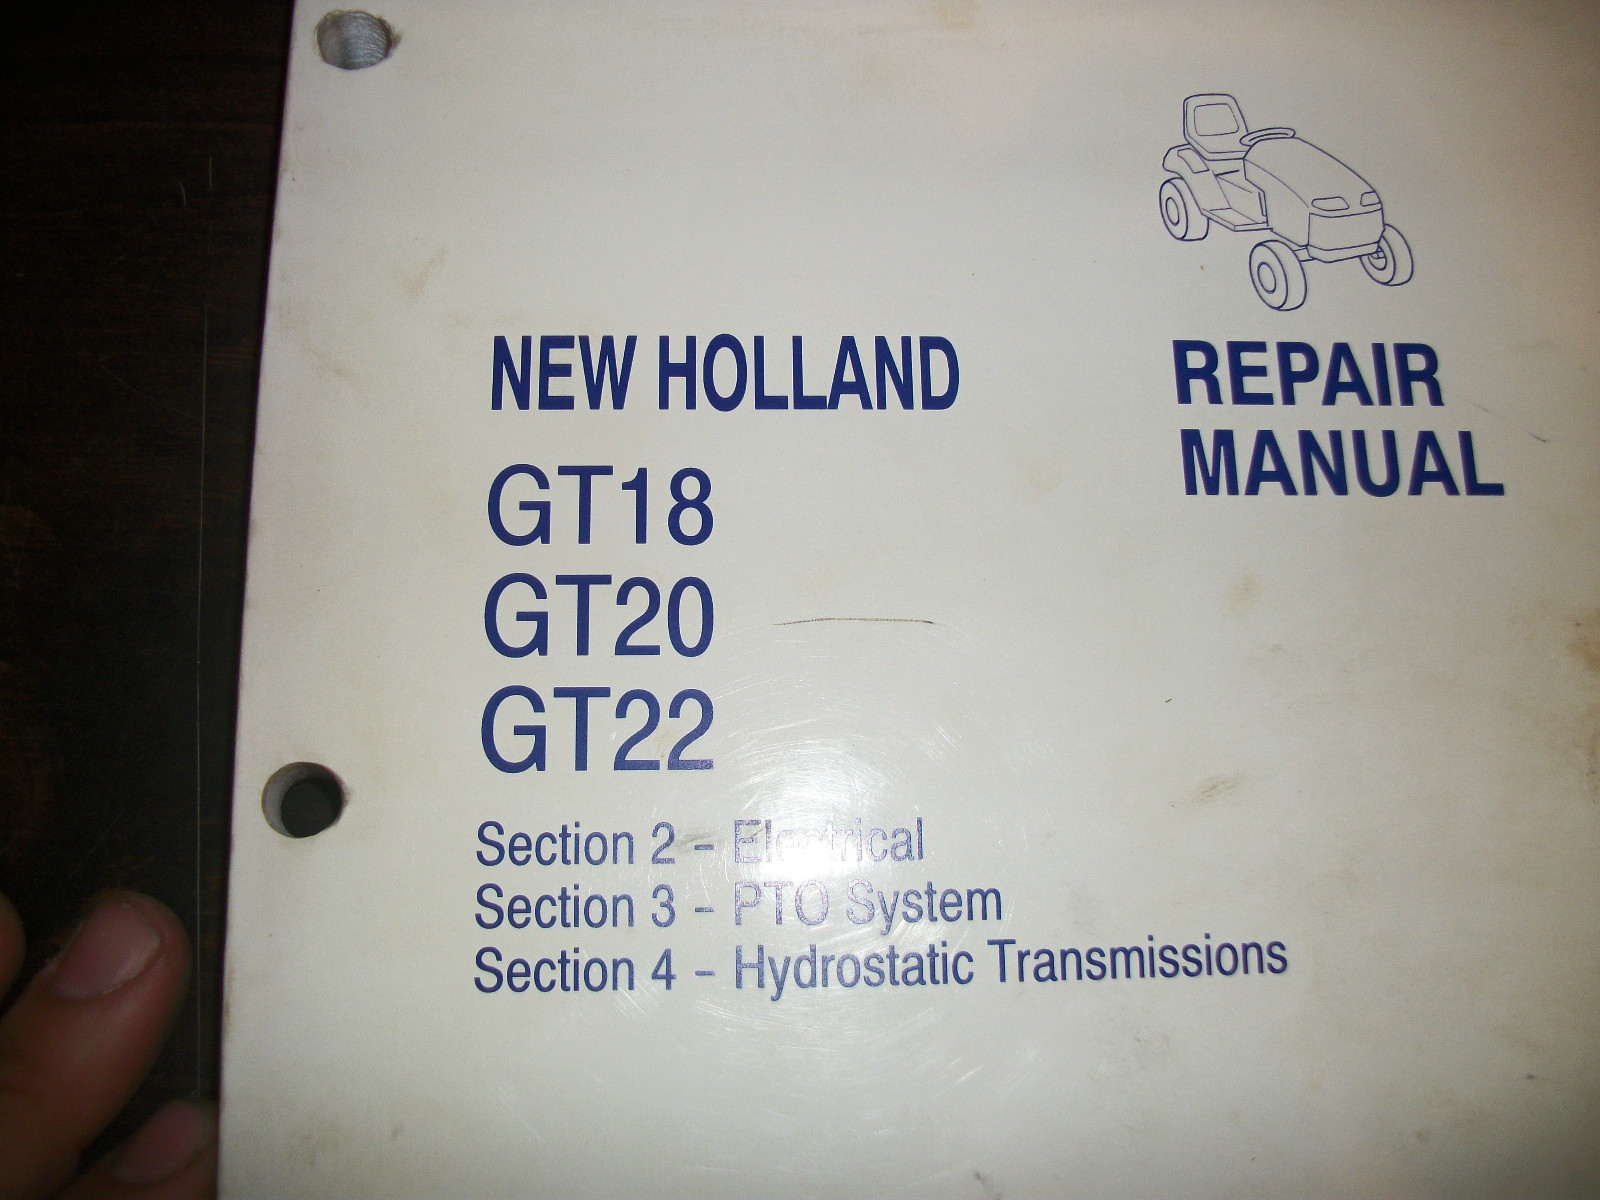 NEW HOLLAND
GT18
GT20
GT22
Section 2 – Electrical
Section 3 – PTO System
Section 4 – Hydrostatic Transmissions
REPAIR
MANUAL